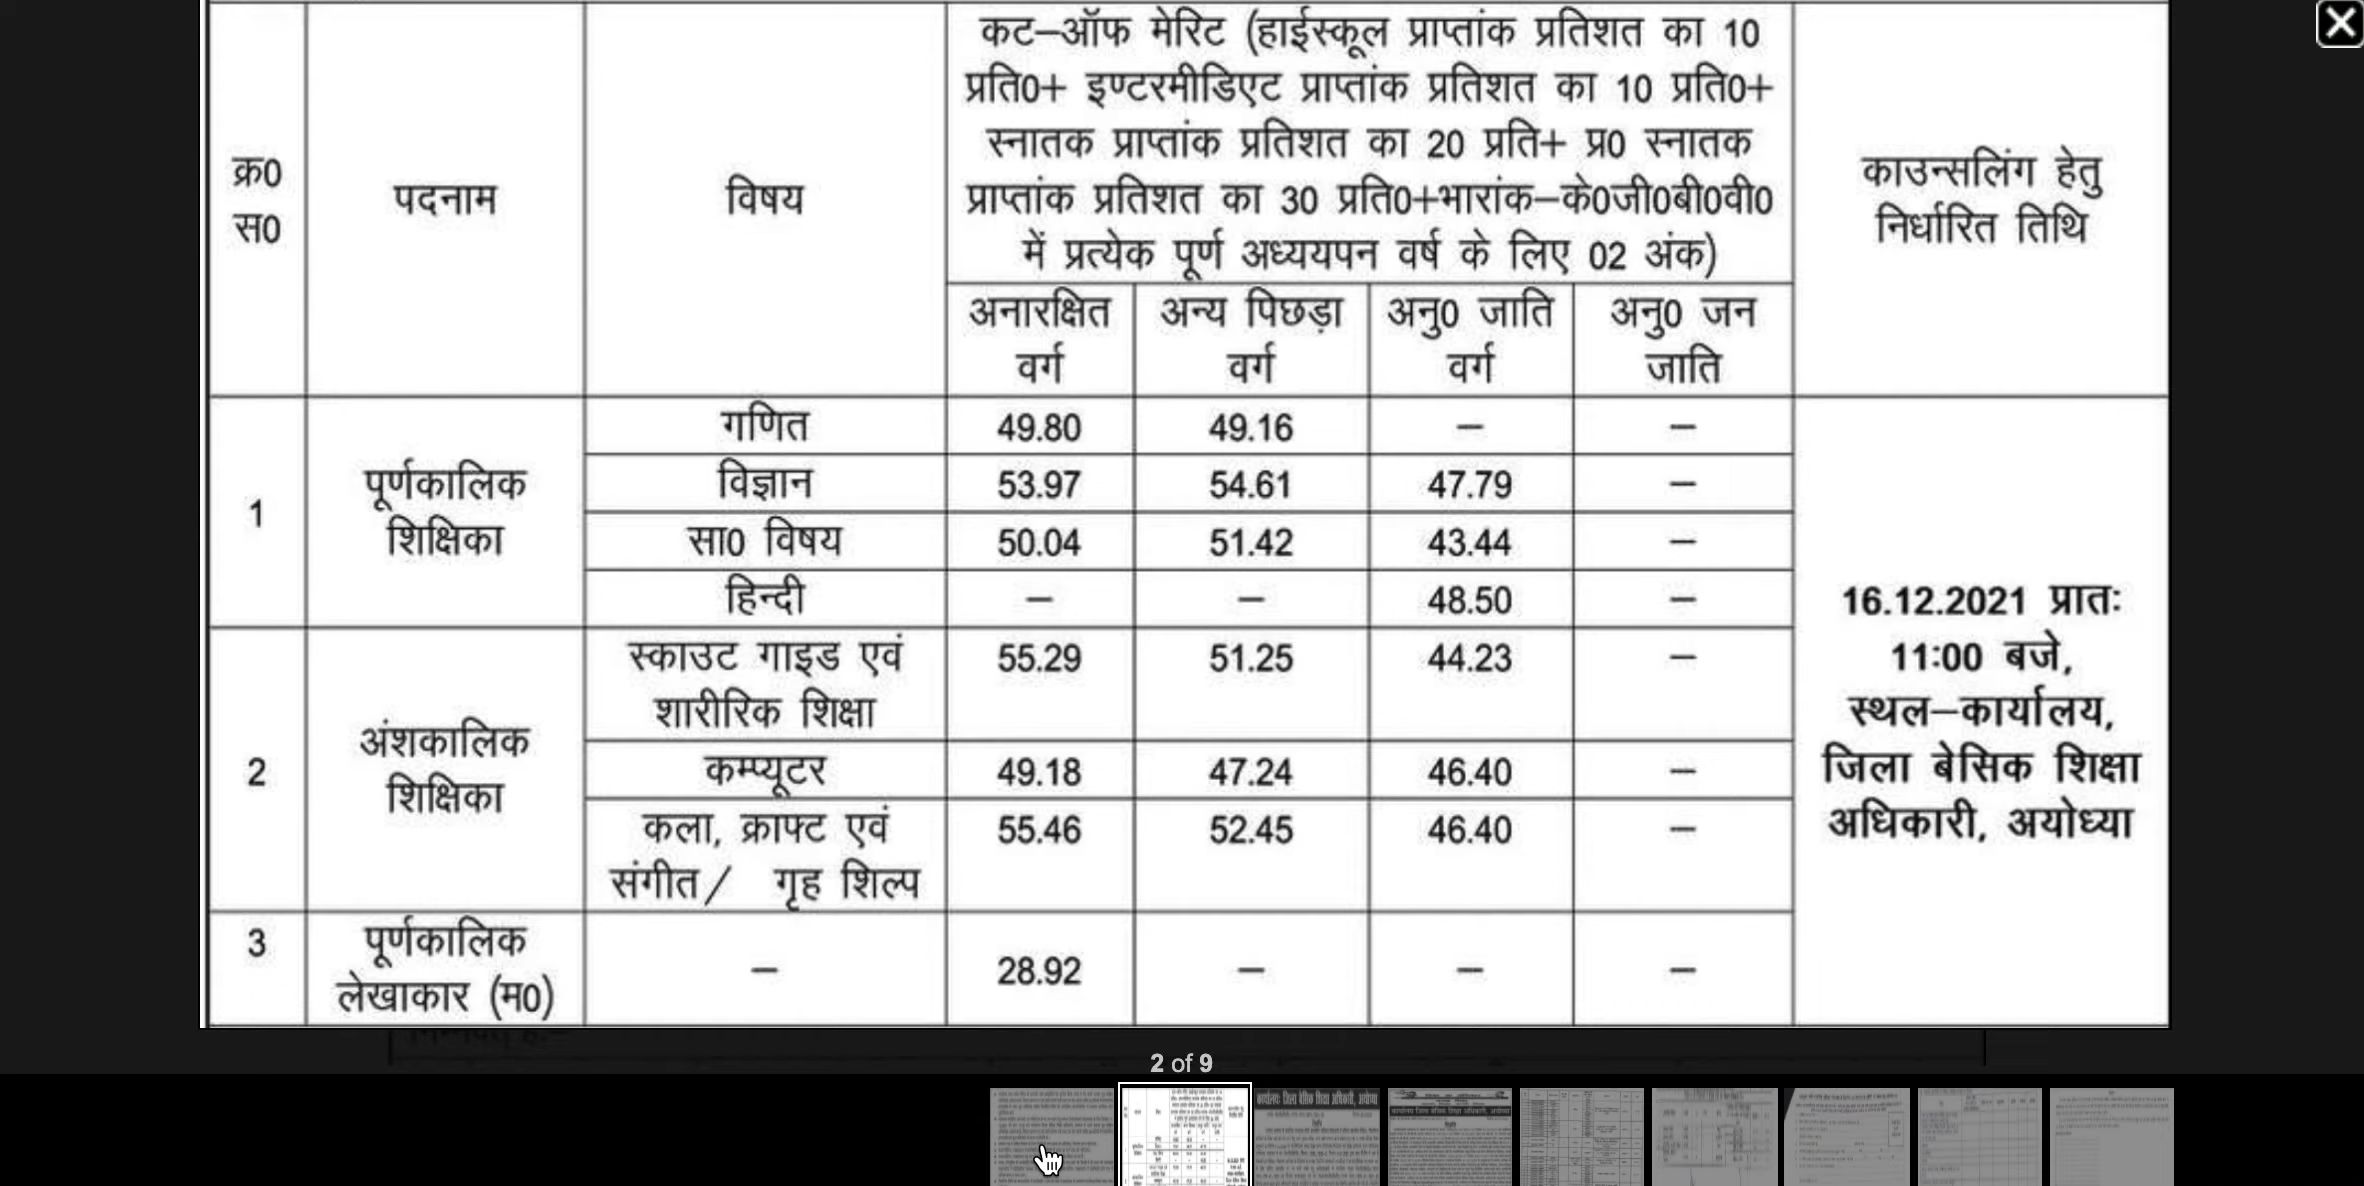 क्र0
स0
पदनाम
विषय
कट–ऑफ मेरिट (हाईस्कूल प्राप्तांक प्रतिशत का 10
प्रति0+ इण्टरमीडिएट प्राप्तांक प्रतिशत का 10 प्रति0+
स्नातक प्राप्तांक प्रतिशत का 20 प्रति+ प्र0 स्नातक
प्राप्तांक प्रतिशत का 30 प्रति0+भारांक–के0जी0बी0वी0
में प्रत्येक पूर्ण अध्ययपन वर्ष के लिए 02 अंक)
काउन्सलिंग हेतु
निर्धारित तिथि
अनारक्षित
वर्ग
अन्य पिछड़ा
वर्ग
अनु0 जाति
वर्ग
अनु0 जन
जाति
1
पूर्णकालिक
शिक्षिका
गणित 49.80 49.16 – –
विज्ञान 53.97 54.61 47.79 –
सा0 विषय 50.04 51.42 43.44 –
हिन्दी – – 48.50 –
2
अंशकालिक
शिक्षिका
स्काउट गाइड एवं 55.29 51.25 44.23 –
शारीरिक शिक्षा
कम्प्यूटर 49.18 47.24 46.40 –
कला, क्राफ्ट एवं 55.46 52.45 46.40 –
संगीत/ गृह शिल्प
3
पूर्णकालिक
लेखाकार (म0)
– 28.92 – – –
16.12.2021 प्रातः
11:00 बजे,
स्थल–कार्यालय,
जिला बेसिक शिक्षा
अधिकारी, अयोध्या
2 of 9
कार्यालयः जिला बेसिक शिक्षा अधिकारी, अयोध्या